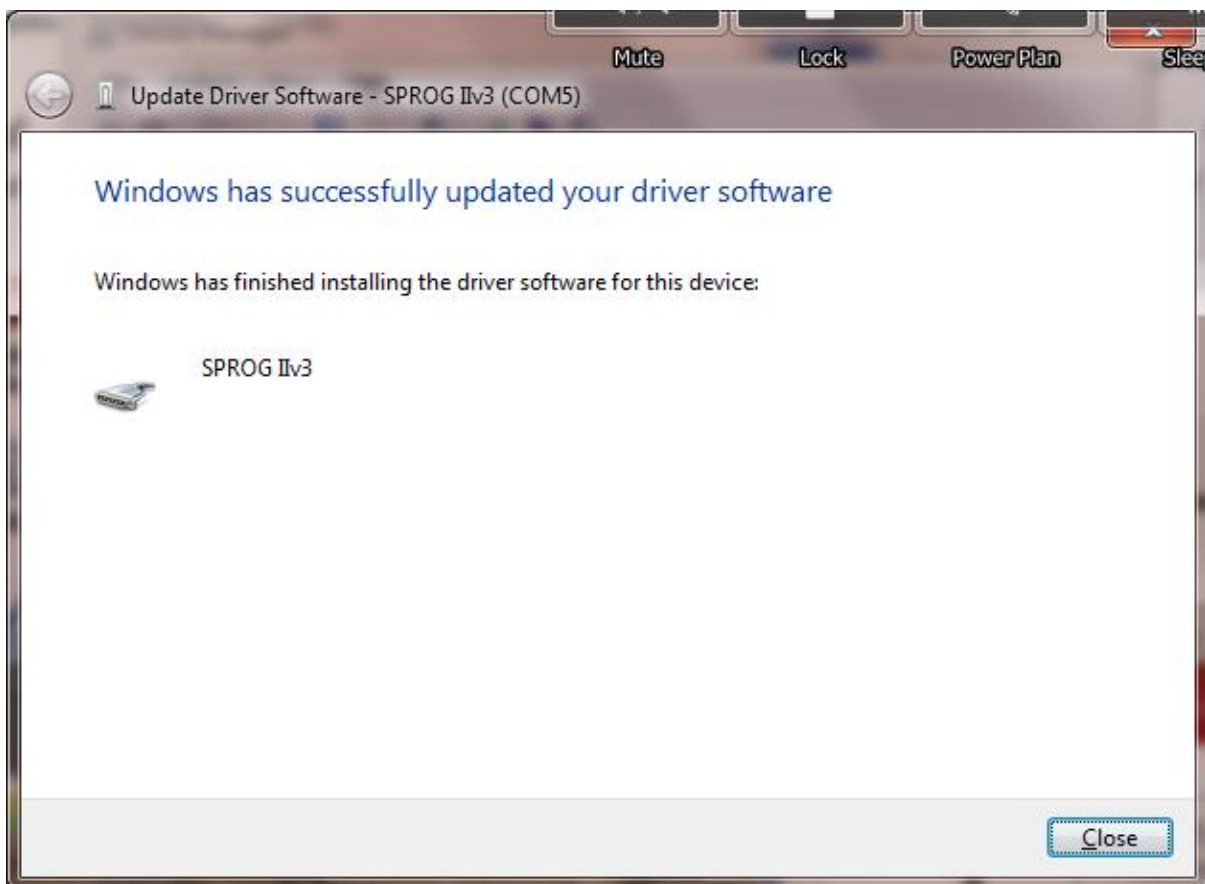 Mute Lock Power Plan
Update Driver Software - SPROG IIv3 (COM5)
Windows has successfully updated your driver software
Windows has finished installing the driver software for this device:
SPROG IIv3
Close